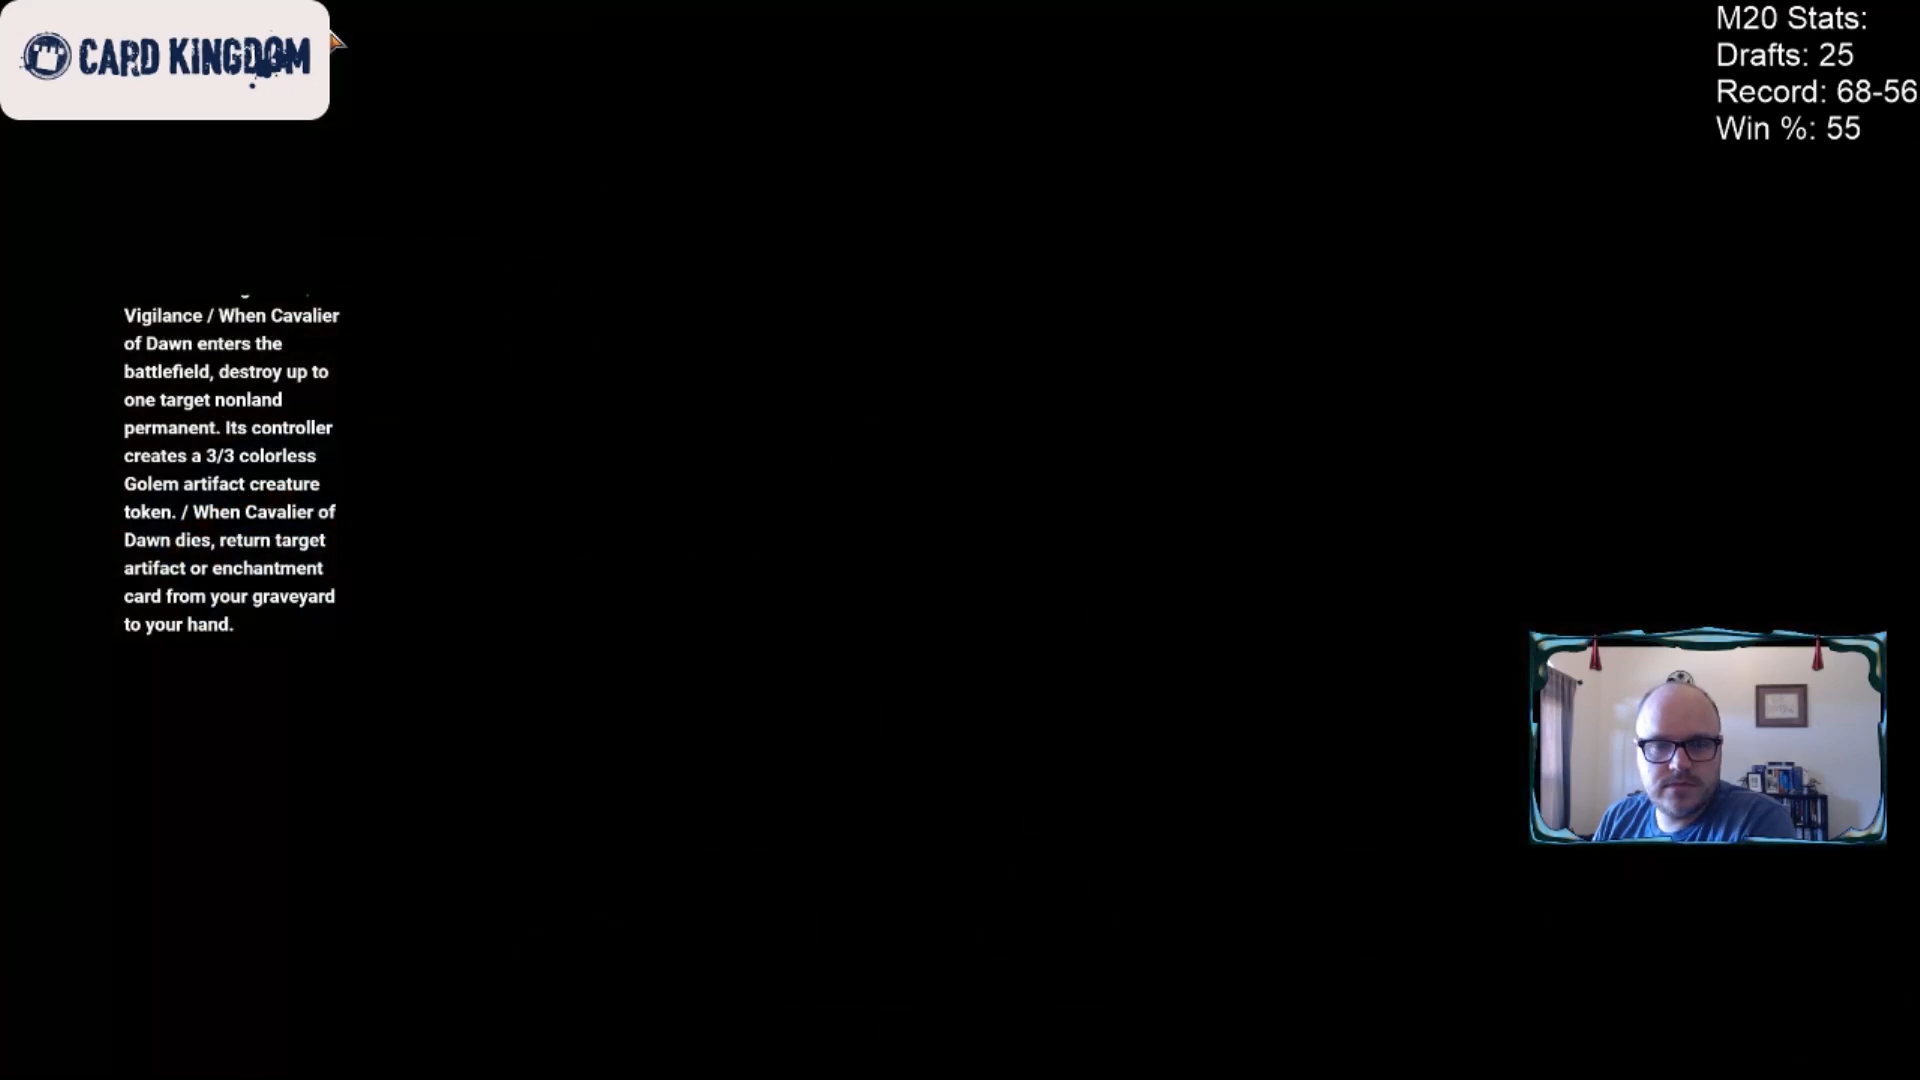 CARD KINGDOM
M20 Stats:
Drafts: 25
Record: 68-56
Win %: 55
Vigilance / When Cavalier
of Dawn enters the
battlefield, destroy up to
one target nonland
permanent. Its controller
creates a 3/3 colorless
Golem artifact creature
token. / When Cavalier of
Dawn dies, return target
artifact or enchantment
card from your graveyard
to your hand.